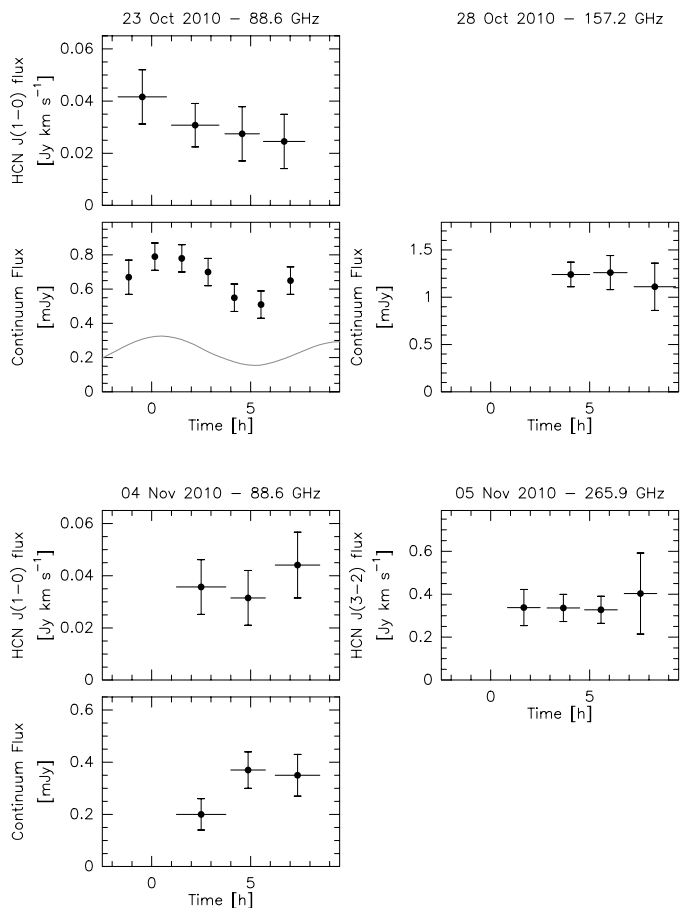 23 Oct 2010 – 88.6 GHz
HCN J(1–0) flux
[Jy km s⁻¹]
0.06
0.04
0.02
0
Continuum Flux
[mJy]
0.8
0.6
0.4
0.2
0
0 5
Time [h]
28 Oct 2010 – 157.2 GHz
Continuum Flux
[mJy]
1.5
1
0.5
0
0 5
Time [h]
04 Nov 2010 – 88.6 GHz
HCN J(1–0) flux
[Jy km s⁻¹]
0.06
0.04
0.02
0
Continuum Flux
[mJy]
0.6
0.4
0.2
0
0 5
Time [h]
05 Nov 2010 – 265.9 GHz
HCN J(3–2) flux
[Jy km s⁻¹]
0.6
0.4
0.2
0
0 5
Time [h]